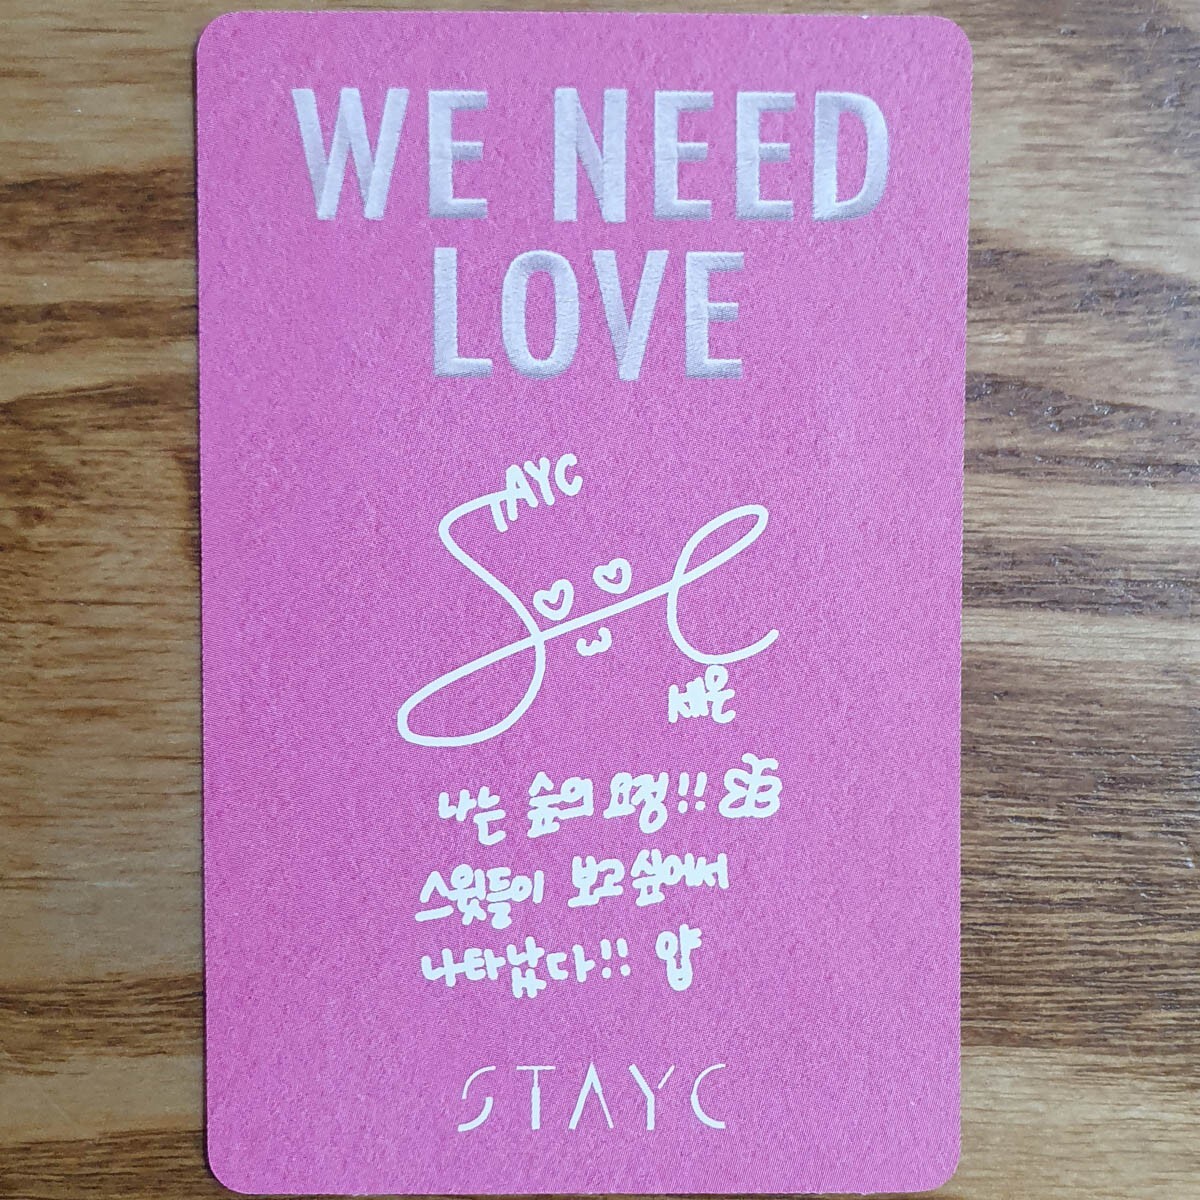 WE NEED
LOVE
STAYC
세은
나는 숲의 요정!!
스윗들이 보고싶어서
나타났다!! 얍
STAYC